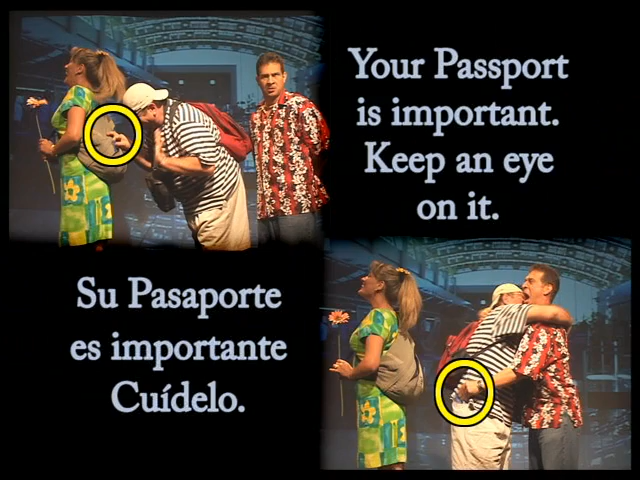 Your Passport
is important.
Keep an eye
on it.
Su Pasaporte
es importante
Cuídelo.